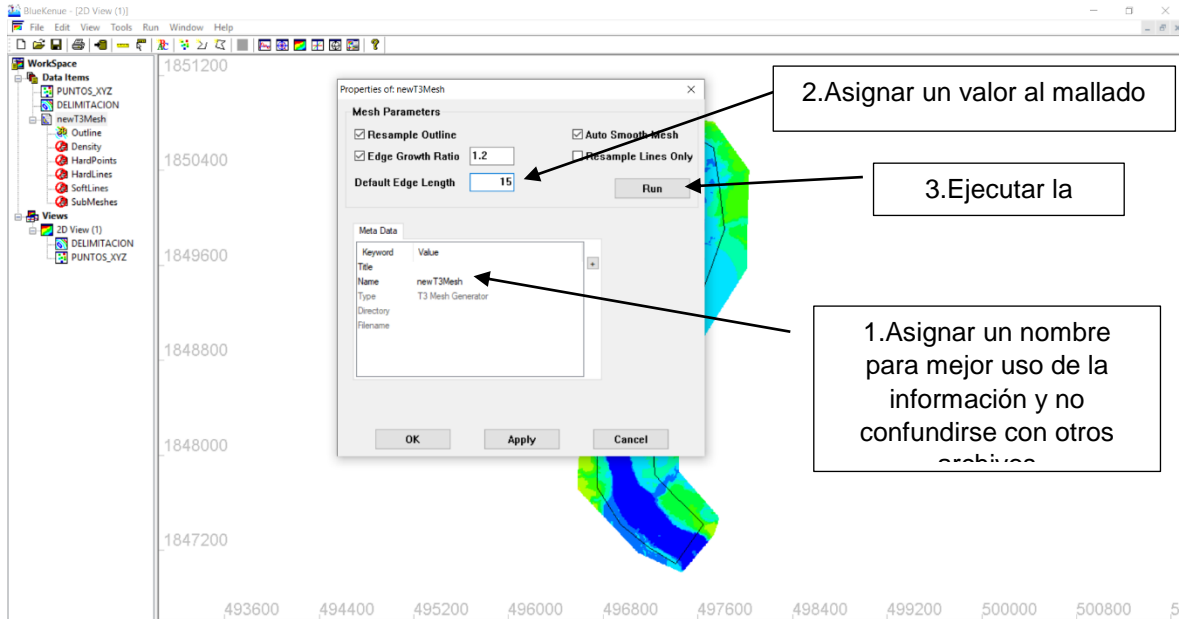 BlueKenue - [2D View (1)]
File Edit View Tools Run Window Help
WorkSpace
Data Items
PUNTOS_XYZ
DELIMITACION
newT3Mesh
Outline
Density
HardPoints
HardLines
SoftLines
SubMeshes
Views
2D View (1)
DELIMITACION
PUNTOS_XYZ
1851200
1850400
1849600
1848800
1848000
1847200
493600 494400 495200 496000 496800 497600 498400 499200 500000 500800 5
Properties of: newT3Mesh
Mesh Parameters
Resample Outline
Auto Smooth Mesh
Edge Growth Ratio 1.2
Resample Lines Only
Default Edge Length 15
Run
Meta Data
Keyword Value
Title
Name newT3Mesh
Type T3 Mesh Generator
Directory
Filename
+
OK Apply Cancel
2.Asignar un valor al mallado
3.Ejecutar la
1.Asignar un nombre
para mejor uso de la
información y no
confundirse con otros